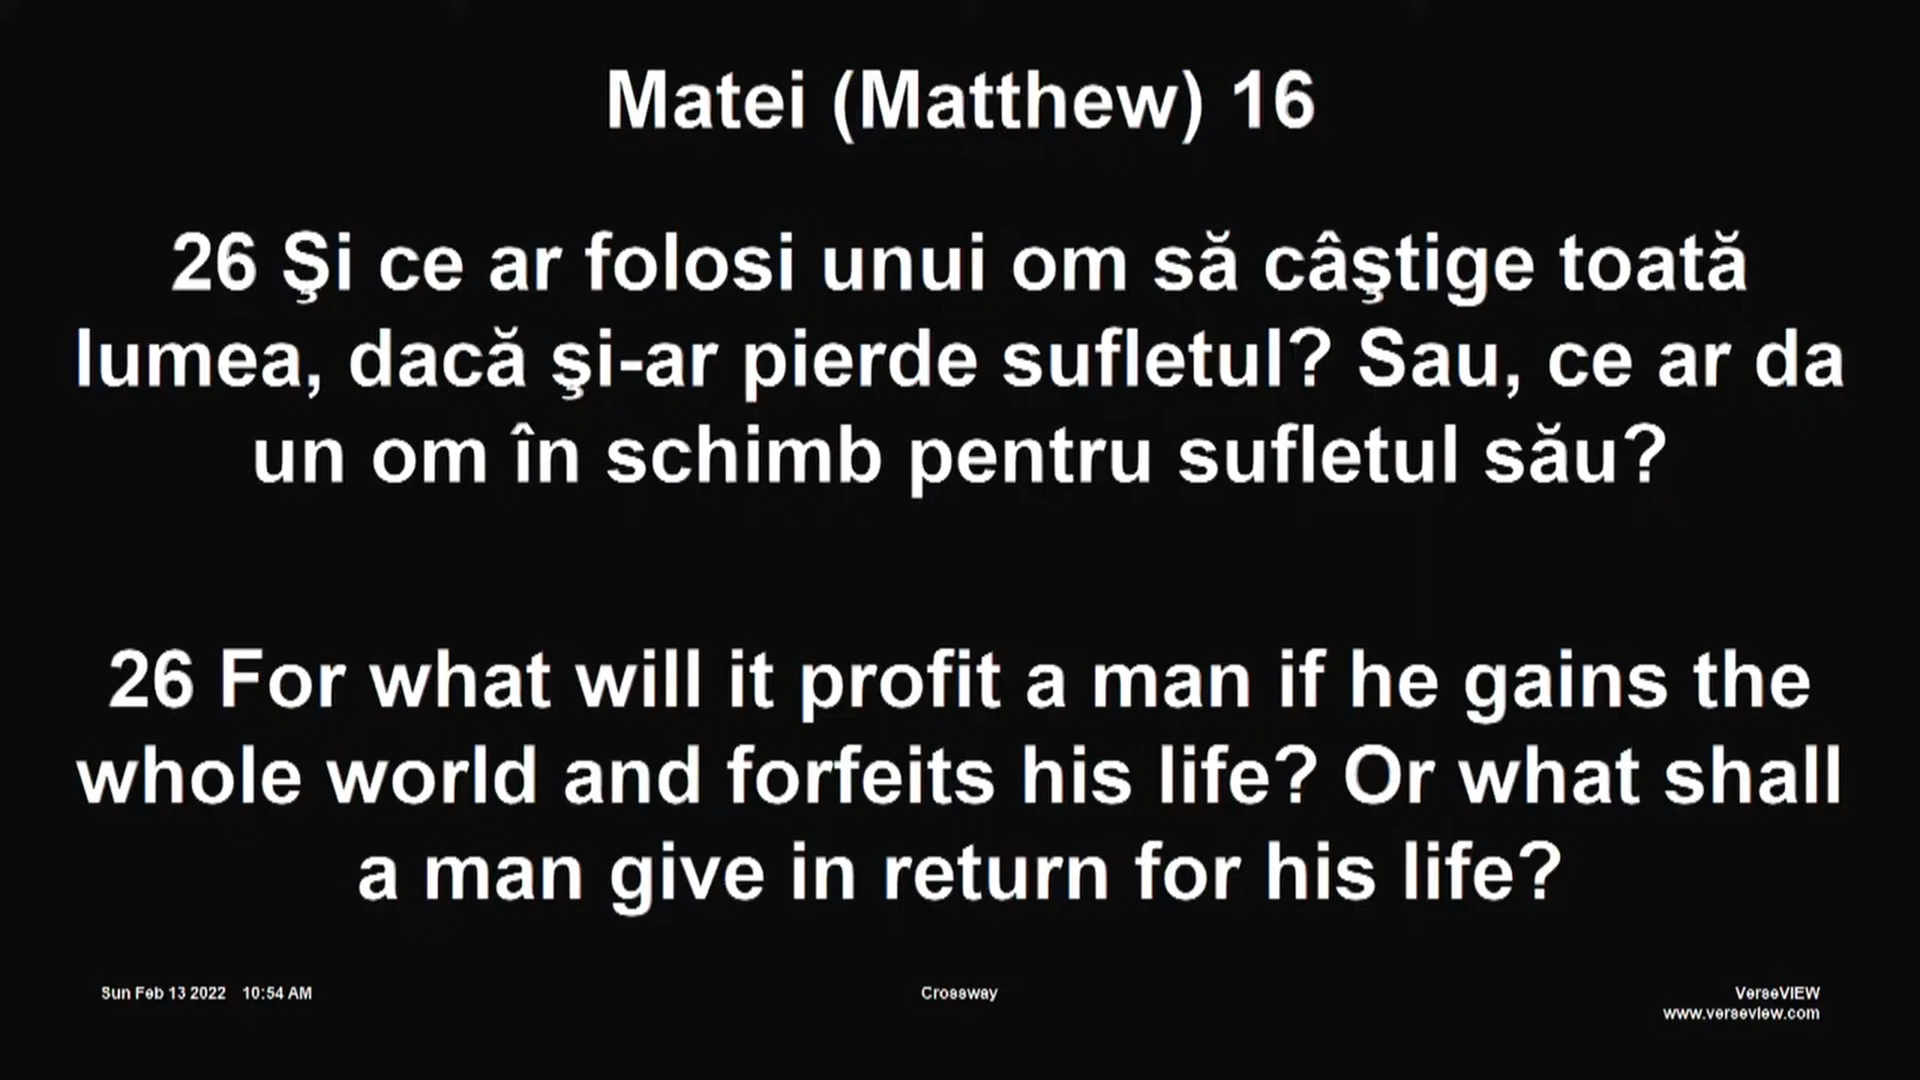 Matei (Matthew) 16
26 Şi ce ar folosi unui om să câştige toată
lumea, dacă şi-ar pierde sufletul? Sau, ce ar da
un om în schimb pentru sufletul său?
26 For what will it profit a man if he gains the
whole world and forfeits his life? Or what shall
a man give in return for his life?
Sun Feb 13 2022 10:54 AM
Crossway
VerseVIEW
www.verseview.com